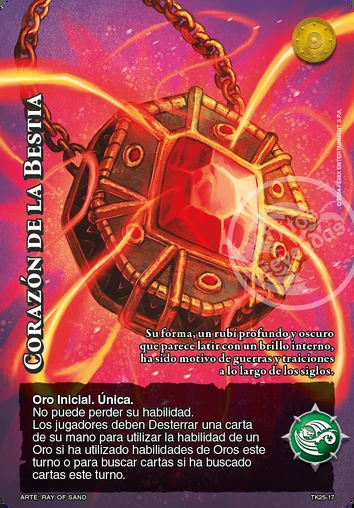 CORAZÓN DE LA BESTIA
©2024 FENIX ENTERTAINMENT S.P.A.
Su forma, un rubí profundo y oscuro
que parece latir con un brillo interno,
ha sido motivo de guerras y traiciones
a lo largo de los siglos.
Oro Inicial. Única.
No puede perder su habilidad.
Los jugadores deben Desterrar una carta
de su mano para utilizar la habilidad de un
Oro si ha utilizado habilidades de Oros este
turno o para buscar cartas si ha buscado
cartas este turno.
ARTE: RAY OF SAND
TK25-17